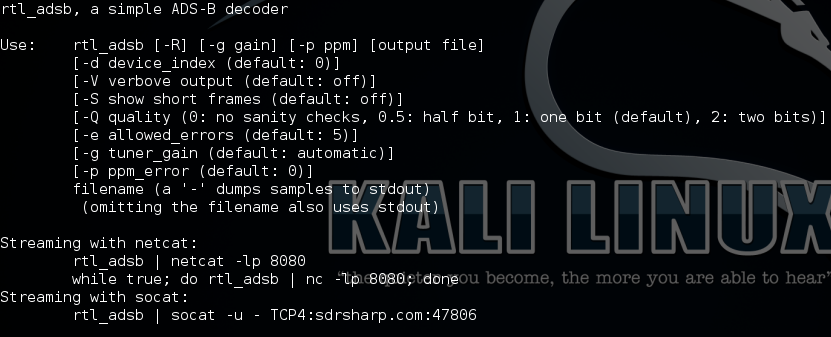 rtl_adsb, a simple ADS-B decoder
Use: rtl_adsb [-R] [-g gain] [-p ppm] [output file]
[-d device_index (default: 0)]
[-V verbove output (default: off)]
[-S show short frames (default: off)]
[-Q quality (0: no sanity checks, 0.5: half bit, 1: one bit (default), 2: two bits)]
[-e allowed_errors (default: 5)]
[-g tuner_gain (default: automatic)]
[-p ppm_error (default: 0)]
filename (a '-' dumps samples to stdout)
(omitting the filename also uses stdout)
KALI LINUX
Streaming with netcat:
rtl_adsb | netcat -lp 8080
while true; do rtl_adsb | nc -lp 8080; done
"the quieter you become, the more you are able to hear"
Streaming with socat:
rtl_adsb | socat -u - TCP4:sdrsharp.com:47806